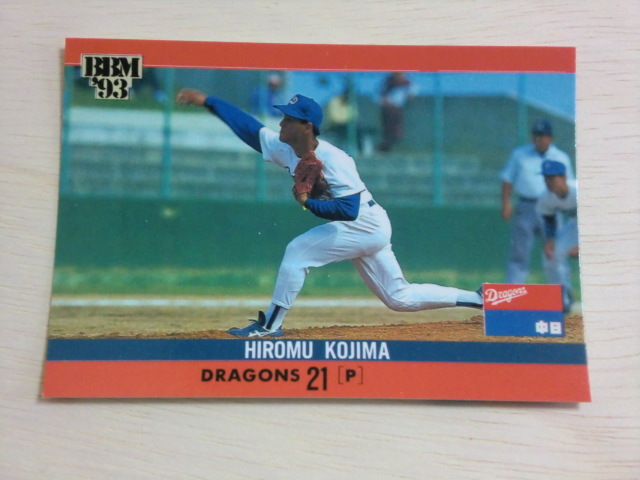 BBM
'93
Dragons
中日
HIROMU KOJIMA
DRAGONS 21 [P]